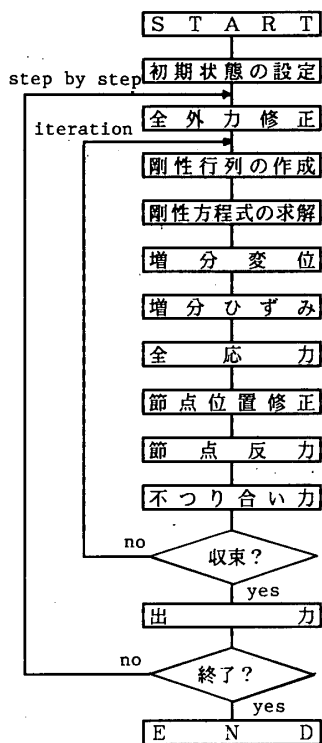 START
初期状態の設定
step by step
全外力修正
iteration
剛性行列の作成
剛性方程式の求解
増分変位
増分ひずみ
全応力
節点位置修正
節点反力
不つり合い力
no
収束?
yes
出力
no
終了?
yes
END